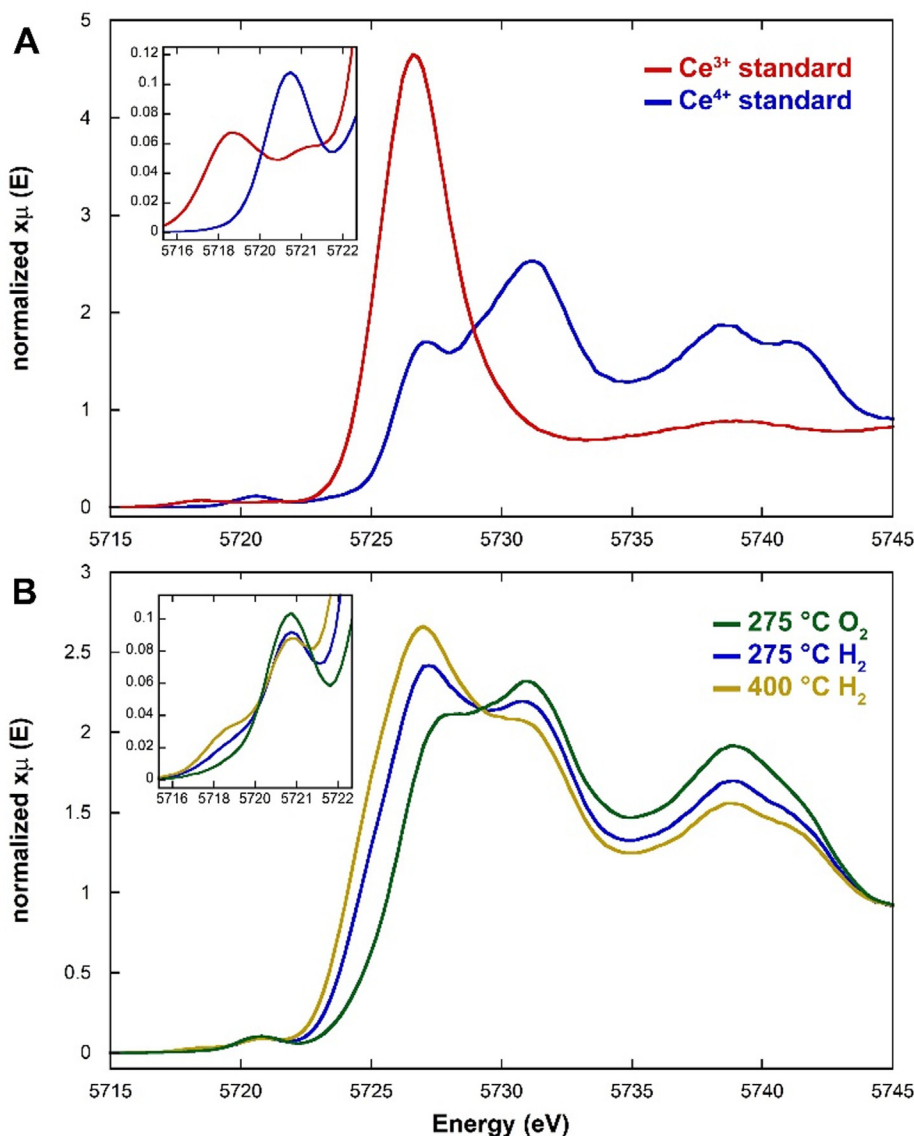 A
5
4
3
2
1
0
normalized xμ (E)
0.12
0.1
0.08
0.06
0.04
0.02
0
5716 5718 5720 5721 5722
Ce³⁺ standard
Ce⁴⁺ standard
5715 5720 5725 5730 5735 5740 5745
B
3
2.5
2
1.5
1
0.5
0
normalized xμ (E)
0.1
0.08
0.06
0.04
0.02
0
5716 5718 5720 5721 5722
275 °C O₂
275 °C H₂
400 °C H₂
5715 5720 5725 5730 5735 5740 5745
Energy (eV)